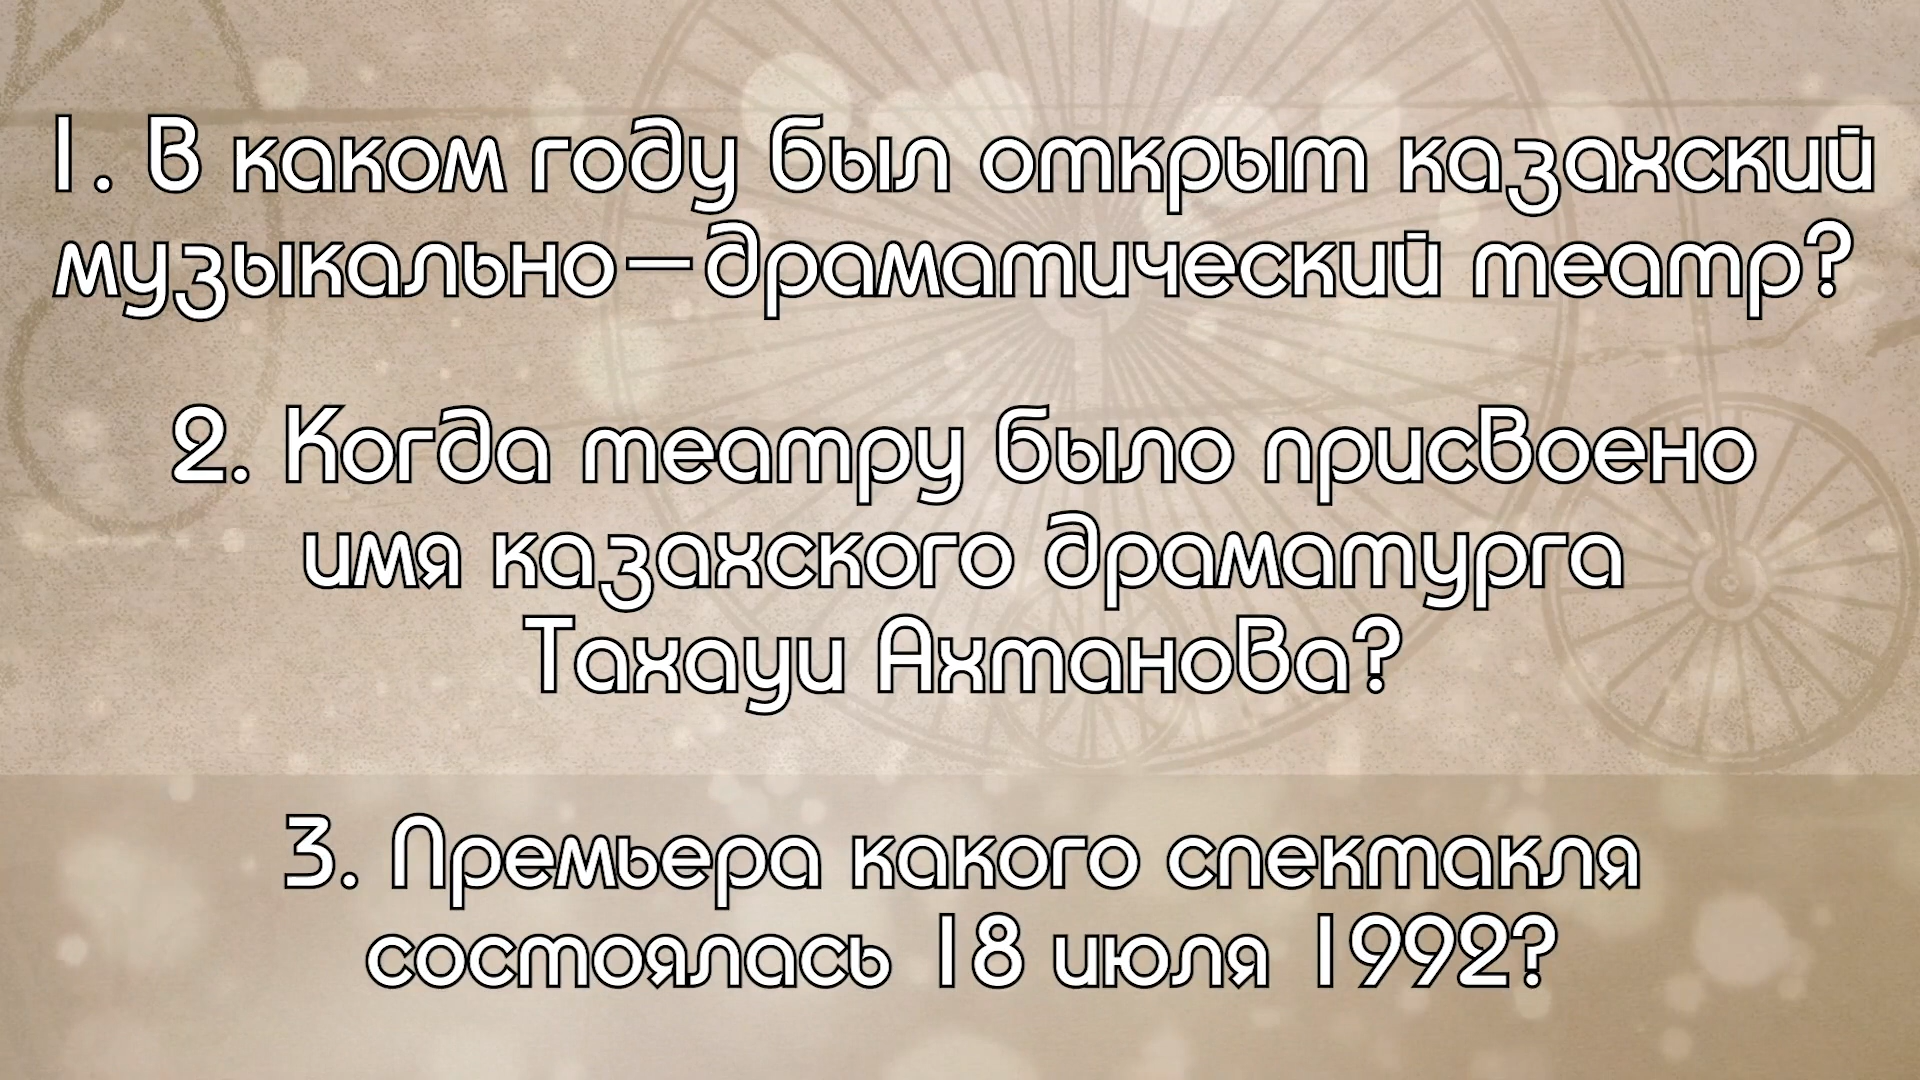 1. В каком году был открыт казахский
музыкально-драматический театр?
2. Когда театру было присвоено
имя казахского драматурга
Тахауи Ахтанова?
3. Премьера какого спектакля
состоялась 18 июля 1992?